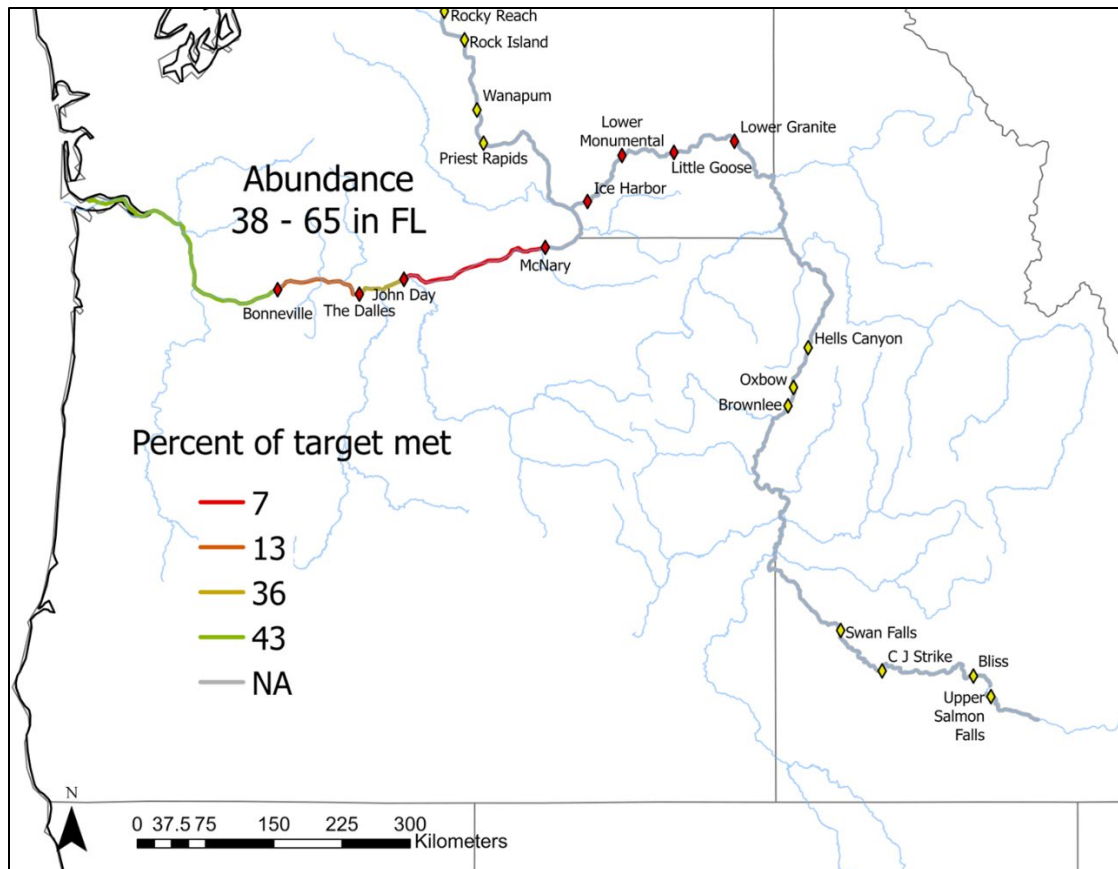 Rocky Reach
Rock Island
Wanapum
Priest Rapids
Lower
Monumental
Lower Granite
Little Goose
Ice Harbor
Abundance
38 - 65 in FL
McNary
John Day
The Dalles
Bonneville
Hells Canyon
Oxbow
Brownlee
Percent of target met
7
13
36
43
NA
Swan Falls
C J Strike
Bliss
Upper
Salmon
Falls
N
0 37.5 75 150 225 300
Kilometers